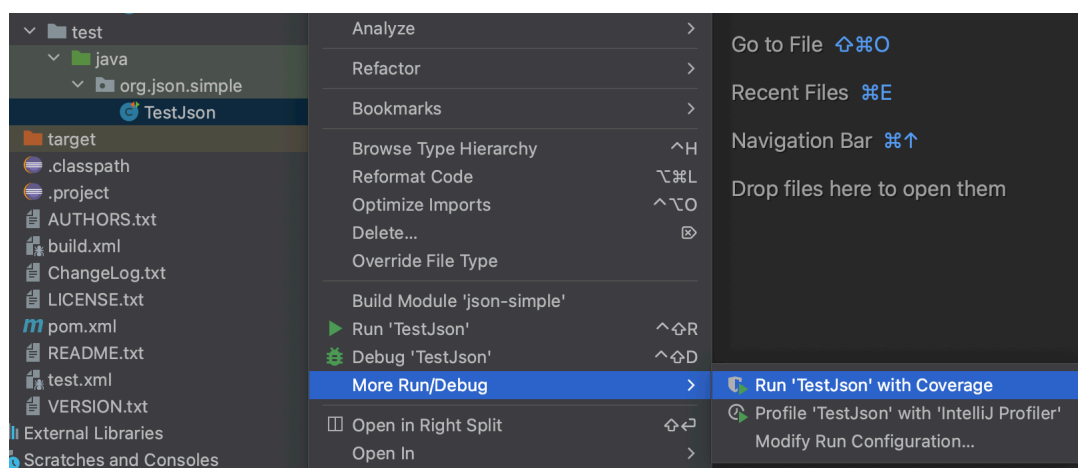 test
java
org.json.simple
TestJson
target
.classpath
.project
AUTHORS.txt
build.xml
ChangeLog.txt
LICENSE.txt
pom.xml
README.txt
test.xml
VERSION.txt
External Libraries
Scratches and Consoles
Analyze
Refactor
Bookmarks
Browse Type Hierarchy ^H
Reformat Code ⌥⌘L
Optimize Imports ^⌥O
Delete... ⌦
Override File Type
Build Module 'json-simple'
Run 'TestJson' ^⇧R
Debug 'TestJson' ^⇧D
More Run/Debug
Open in Right Split ⇧⏎
Open In
Go to File ⇧⌘O
Recent Files ⌘E
Navigation Bar ⌘↑
Drop files here to open them
Run 'TestJson' with Coverage
Profile 'TestJson' with 'IntelliJ Profiler'
Modify Run Configuration...